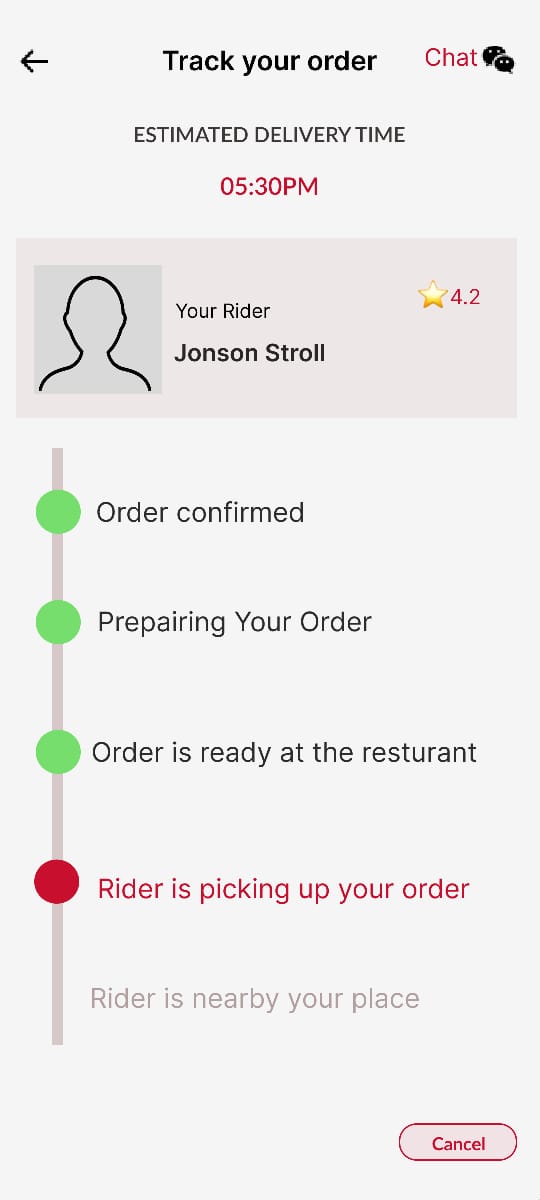 Track your order
Chat
ESTIMATED DELIVERY TIME
05:30PM
4.2
Your Rider
Jonson Stroll
Order confirmed
Prepairing Your Order
Order is ready at the resturant
Rider is picking up your order
Rider is nearby your place
Cancel